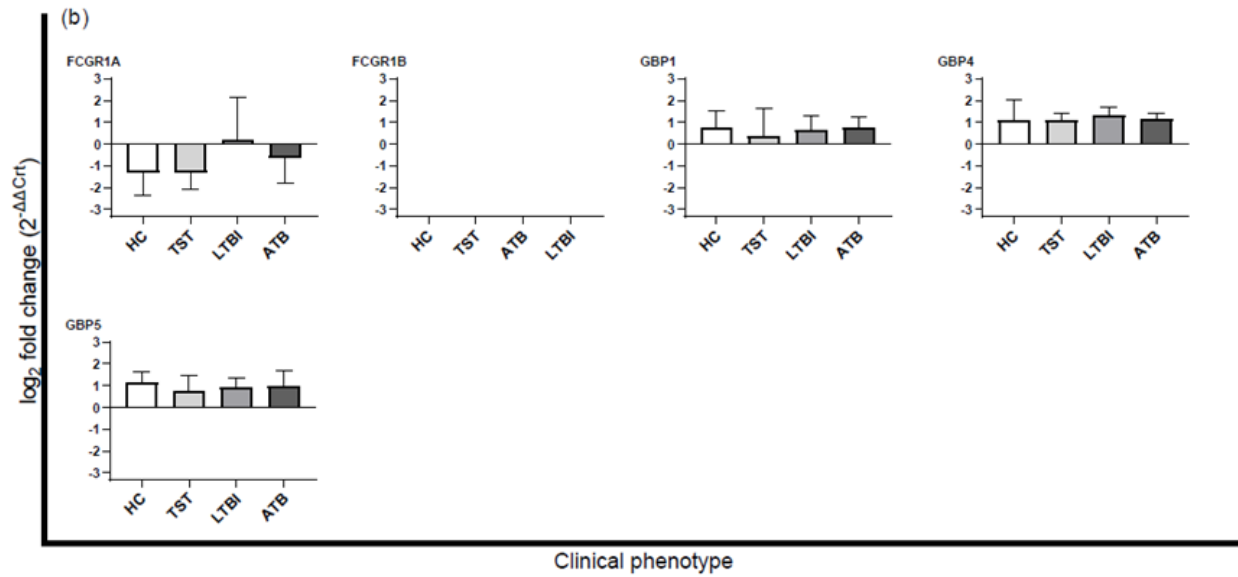 (b)
FCGR1A
3
2
1
0
-1
-2
-3
HC
TST
LTBI
ATB
FCGR1B
3
2
1
0
-1
-2
-3
HC
TST
ATB
LTBI
GBP1
3
2
1
0
-1
-2
-3
HC
TST
LTBI
ATB
GBP4
3
2
1
0
-1
-2
-3
HC
TST
LTBI
ATB
GBP5
3
2
1
0
-1
-2
-3
HC
TST
LTBI
ATB
log₂ fold change (2⁻ΔΔCrt)
Clinical phenotype